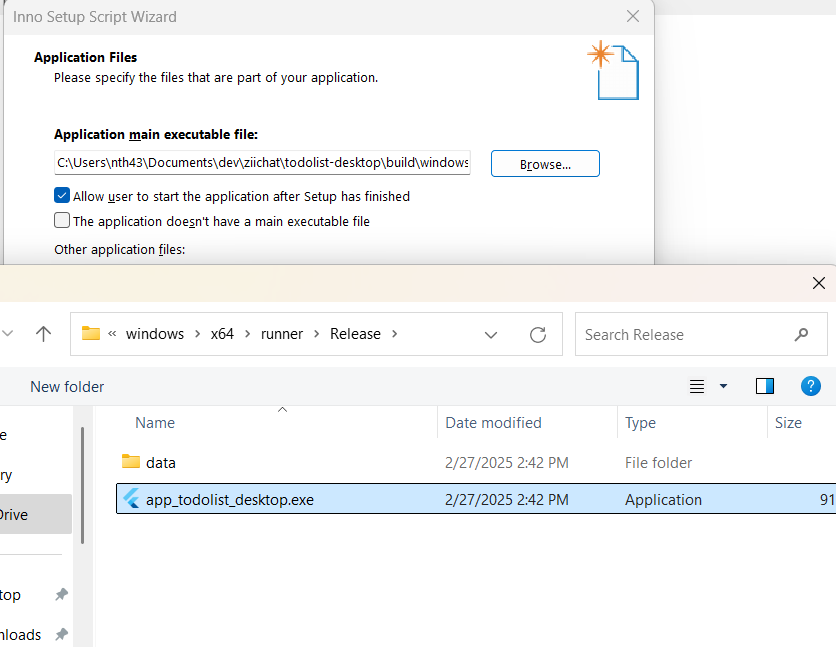 Inno Setup Script Wizard
Application Files
Please specify the files that are part of your application.
Application main executable file:
C:\Users\nth43\Documents\dev\ziichat\todolist-desktop\build\windows
Browse...
Allow user to start the application after Setup has finished
The application doesn't have a main executable file
Other application files:
« windows > x64 > runner > Release >
Search Release
New folder
?
Name
Date modified
Type
Size
e
data
2/27/2025 2:42 PM
File folder
ry
app_todolist_desktop.exe
2/27/2025 2:42 PM
Application
91
Drive
top
nloads